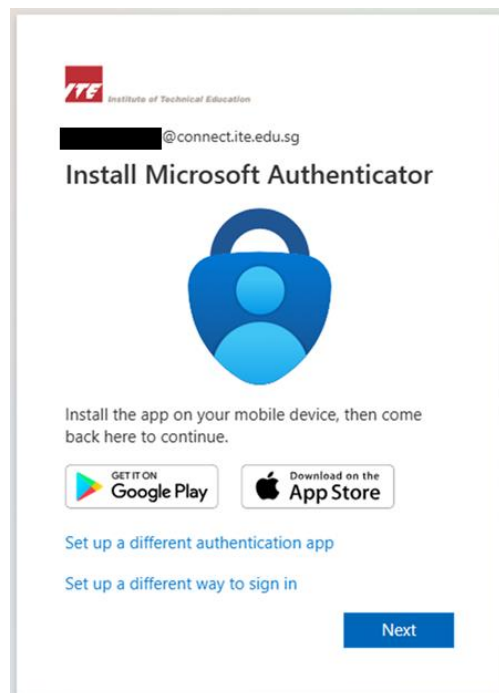 ITE
Institute of Technical Education
@connect.ite.edu.sg
Install Microsoft Authenticator
Install the app on your mobile device, then come
back here to continue.
GET IT ON
Google Play
Download on the
App Store
Set up a different authentication app
Set up a different way to sign in
Next